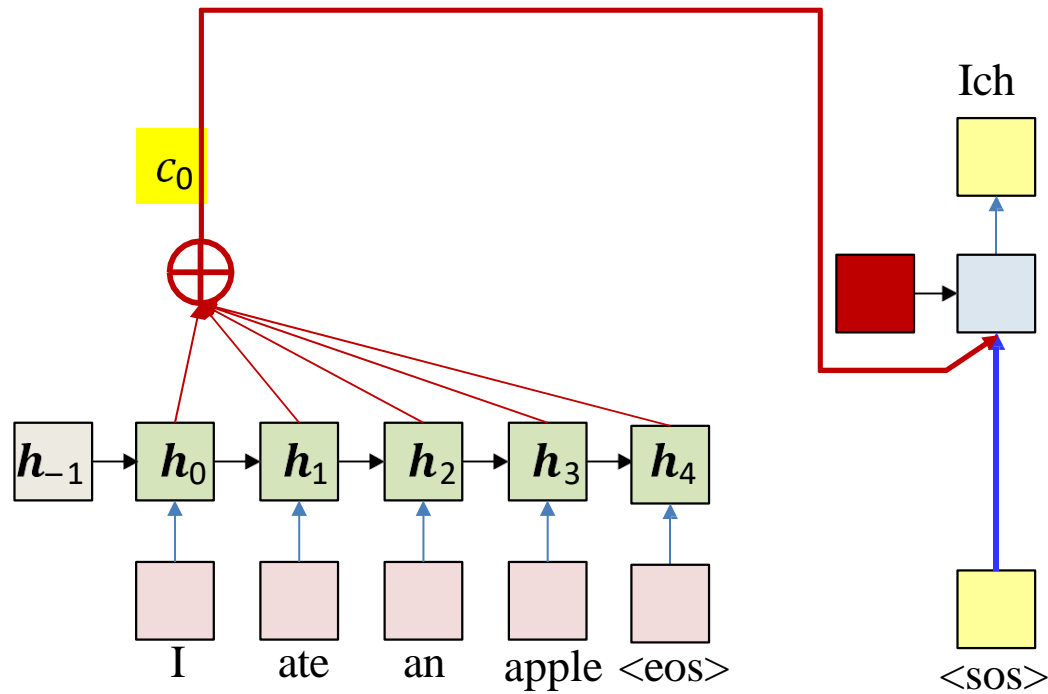 Ich
c₀
h₋₁ h₀ h₁ h₂ h₃ h₄
I ate an apple <eos> <sos>